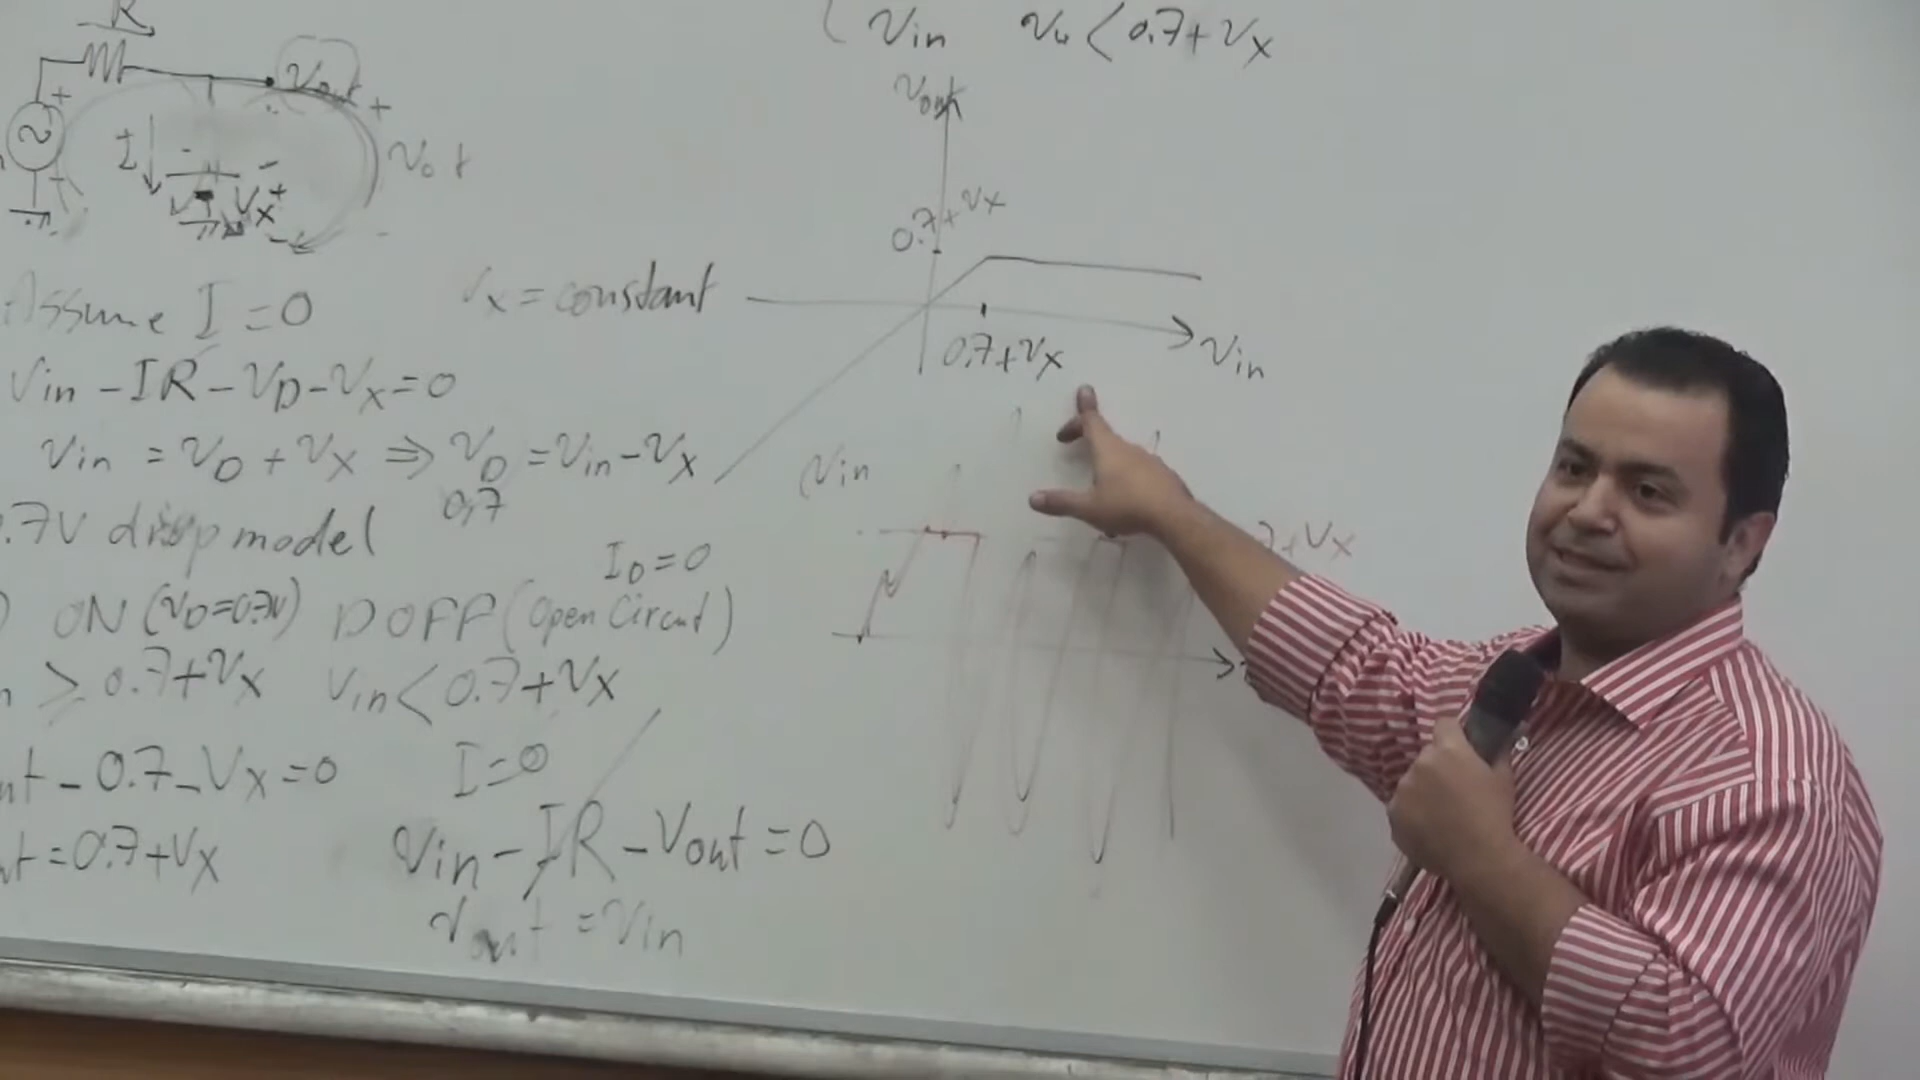 R
Vout
+
+
I
Vx
+
-
Assume I = 0
Vin - IR - VD - Vx = 0
Vin = VD + Vx ⇒ VD = Vin - Vx
0.7
.7V drop model
ON (VD=0.7V) D OFF (Open Circut)
ID = 0
≥ 0.7 + Vx Vin < 0.7 + Vx
- 0.7 - Vx = 0 I = 0
= 0.7 + Vx Vin - IR - Vout = 0
Vout = Vin
Vx = constant
Vin
< 0.7 + Vx
Vout
0.7 + Vx
0.7 + Vx
Vin
Vin
+ Vx